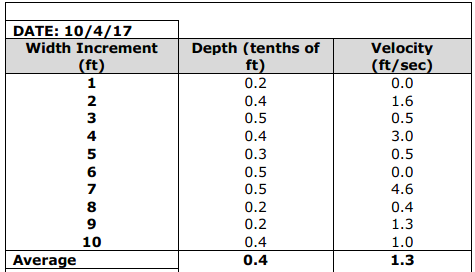 DATE: 10/4/17
Width Increment (ft) Depth (tenths of ft) Velocity (ft/sec)
1 0.2 0.0
2 0.4 1.6
3 0.5 0.5
4 0.4 3.0
5 0.3 0.5
6 0.5 0.0
7 0.5 4.6
8 0.2 0.4
9 0.2 1.3
10 0.4 1.0
Average 0.4 1.3